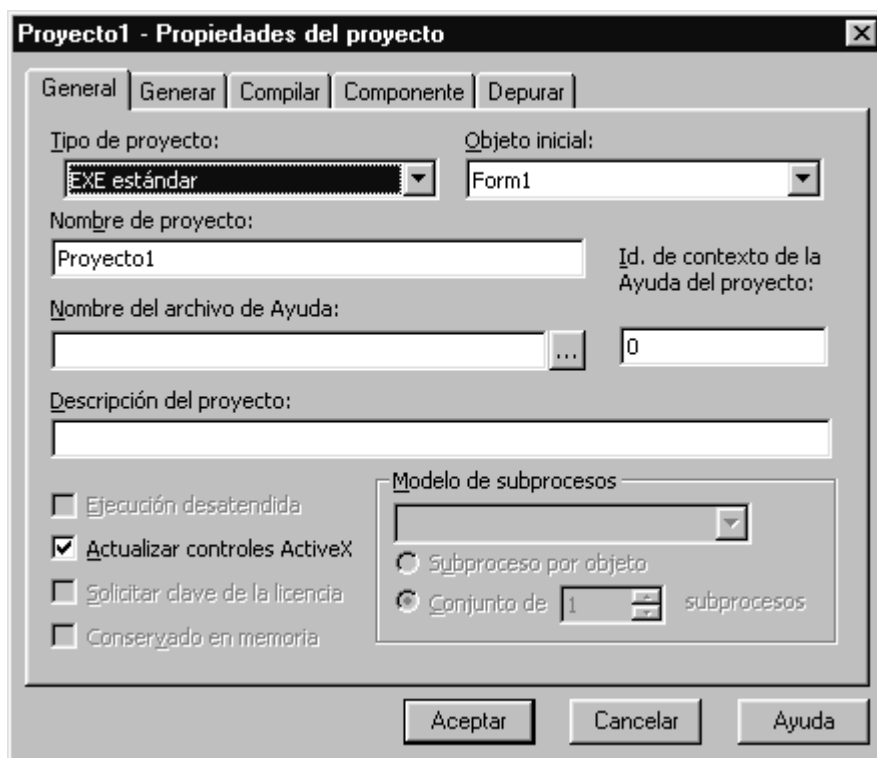 Proyecto1 - Propiedades del proyecto
General Generar Compilar Componente Depurar
Tipo de proyecto: Objeto inicial:
EXE estándar Form1
Nombre de proyecto:
Proyecto1
Id. de contexto de la
Ayuda del proyecto:
Nombre del archivo de Ayuda:
... 0
Descripción del proyecto:
Modelo de subprocesos
Ejecución desatendida
Actualizar controles ActiveX
Subproceso por objeto
Solicitar clave de la licencia
Conjunto de 1 subprocesos
Conservado en memoria
Aceptar Cancelar Ayuda